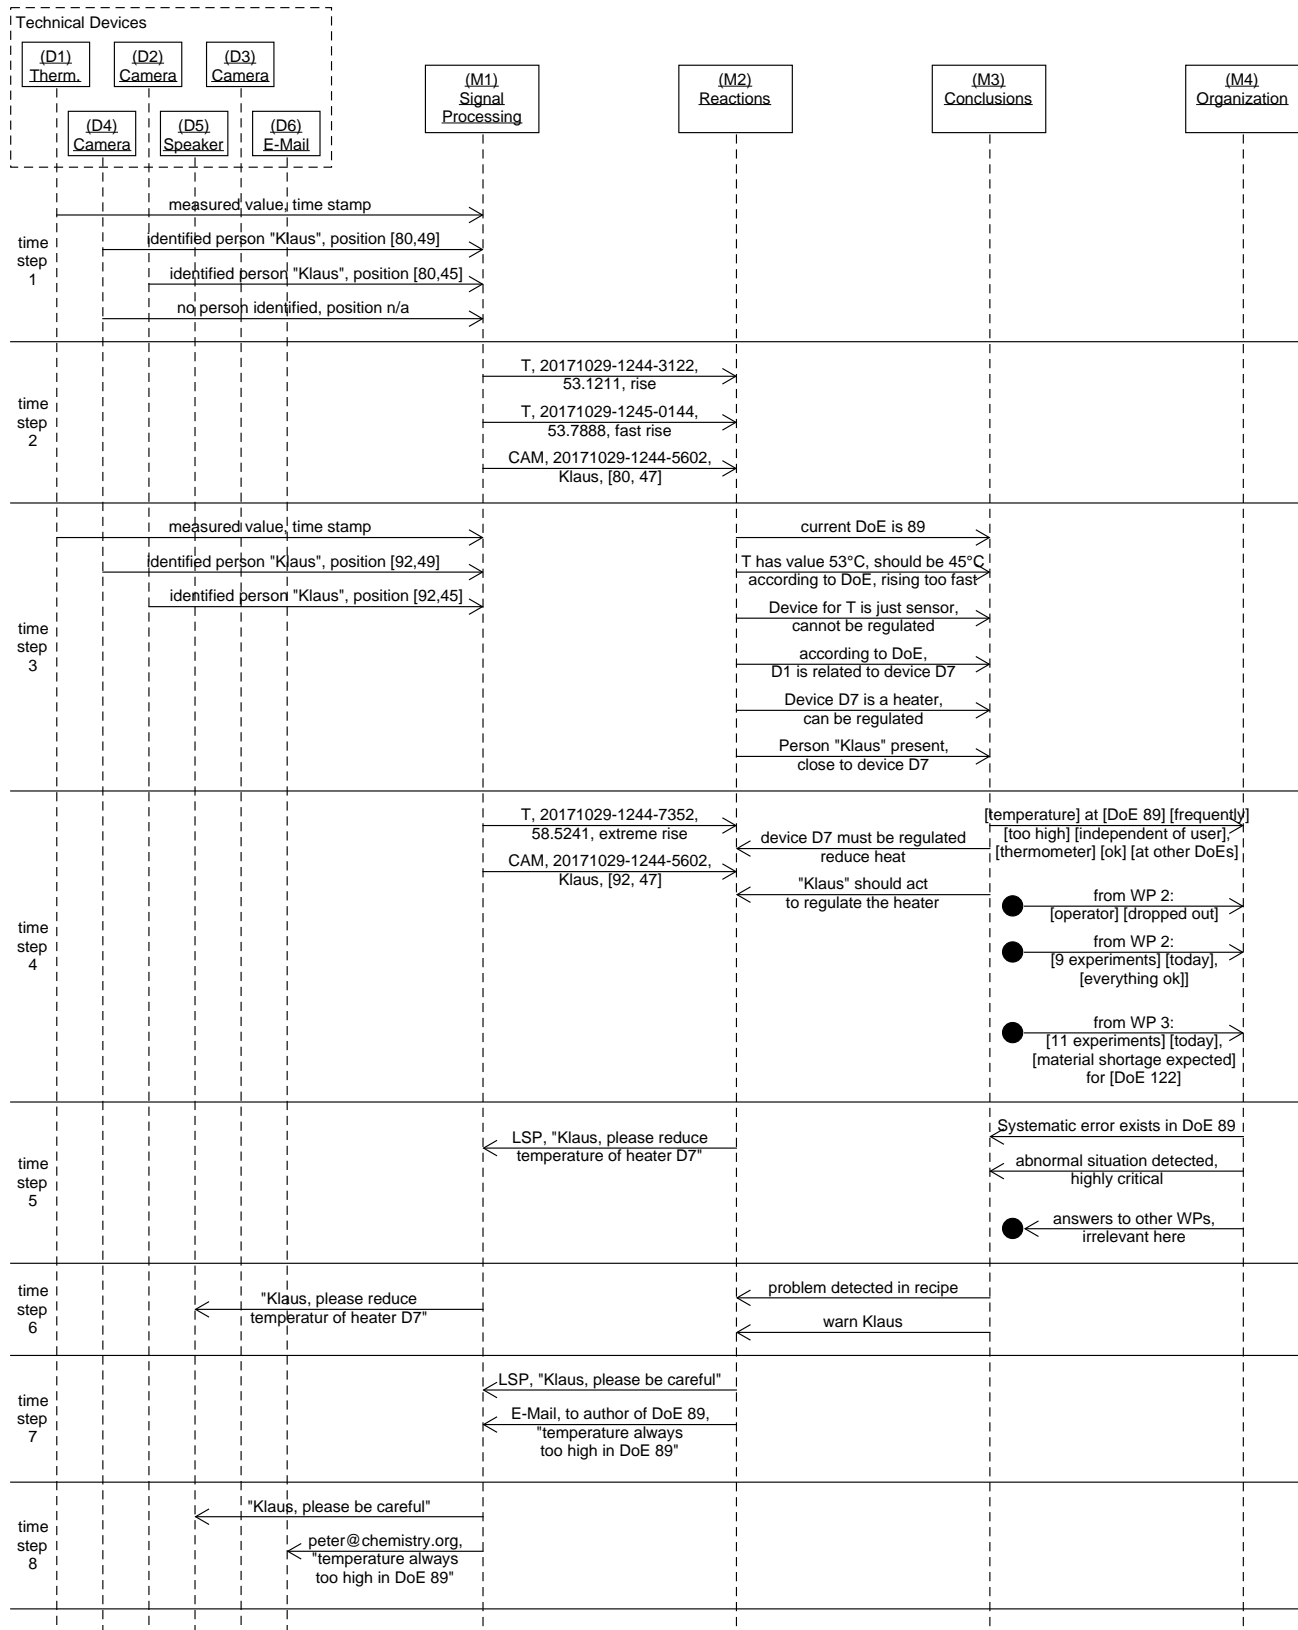 Technical Devices
(D1)
Therm.
(D2)
Camera
(D3)
Camera
(D4)
Camera
(D5)
Speaker
(D6)
E-Mail
(M1)
Signal
Processing
(M2)
Reactions
(M3)
Conclusions
(M4)
Organization
time
step
1
measured value, time stamp
identified person "Klaus", position [80,49]
identified person "Klaus", position [80,45]
no person identified, position n/a
time
step
2
T, 20171029-1244-3122,
53.1211, rise
T, 20171029-1245-0144,
53.7888, fast rise
CAM, 20171029-1244-5602,
Klaus, [80, 47]
time
step
3
measured value, time stamp
identified person "Klaus", position [92,49]
identified person "Klaus", position [92,45]
current DoE is 89
T has value 53°C, should be 45°C
according to DoE, rising too fast
Device for T is just sensor,
cannot be regulated
according to DoE,
D1 is related to device D7
Device D7 is a heater,
can be regulated
Person "Klaus" present,
close to device D7
time
step
4
T, 20171029-1244-7352,
58.5241, extreme rise
CAM, 20171029-1244-5602,
Klaus, [92, 47]
device D7 must be regulated
reduce heat
"Klaus" should act
to regulate the heater
[temperature] at [DoE 89] [frequently]
[too high] [independent of user],
[thermometer] [ok] [at other DoEs]
from WP 2:
[operator] [dropped out]
from WP 2:
[9 experiments] [today],
[everything ok]]
from WP 3:
[11 experiments] [today],
[material shortage expected]
for [DoE 122]
time
step
5
LSP, "Klaus, please reduce
temperature of heater D7"
Systematic error exists in DoE 89
abnormal situation detected,
highly critical
answers to other WPs,
irrelevant here
time
step
6
"Klaus, please reduce
temperatur of heater D7"
problem detected in recipe
warn Klaus
time
step
7
LSP, "Klaus, please be careful"
E-Mail, to author of DoE 89,
"temperature always
too high in DoE 89"
time
step
8
"Klaus, please be careful"
peter@chemistry.org,
"temperature always
too high in DoE 89"